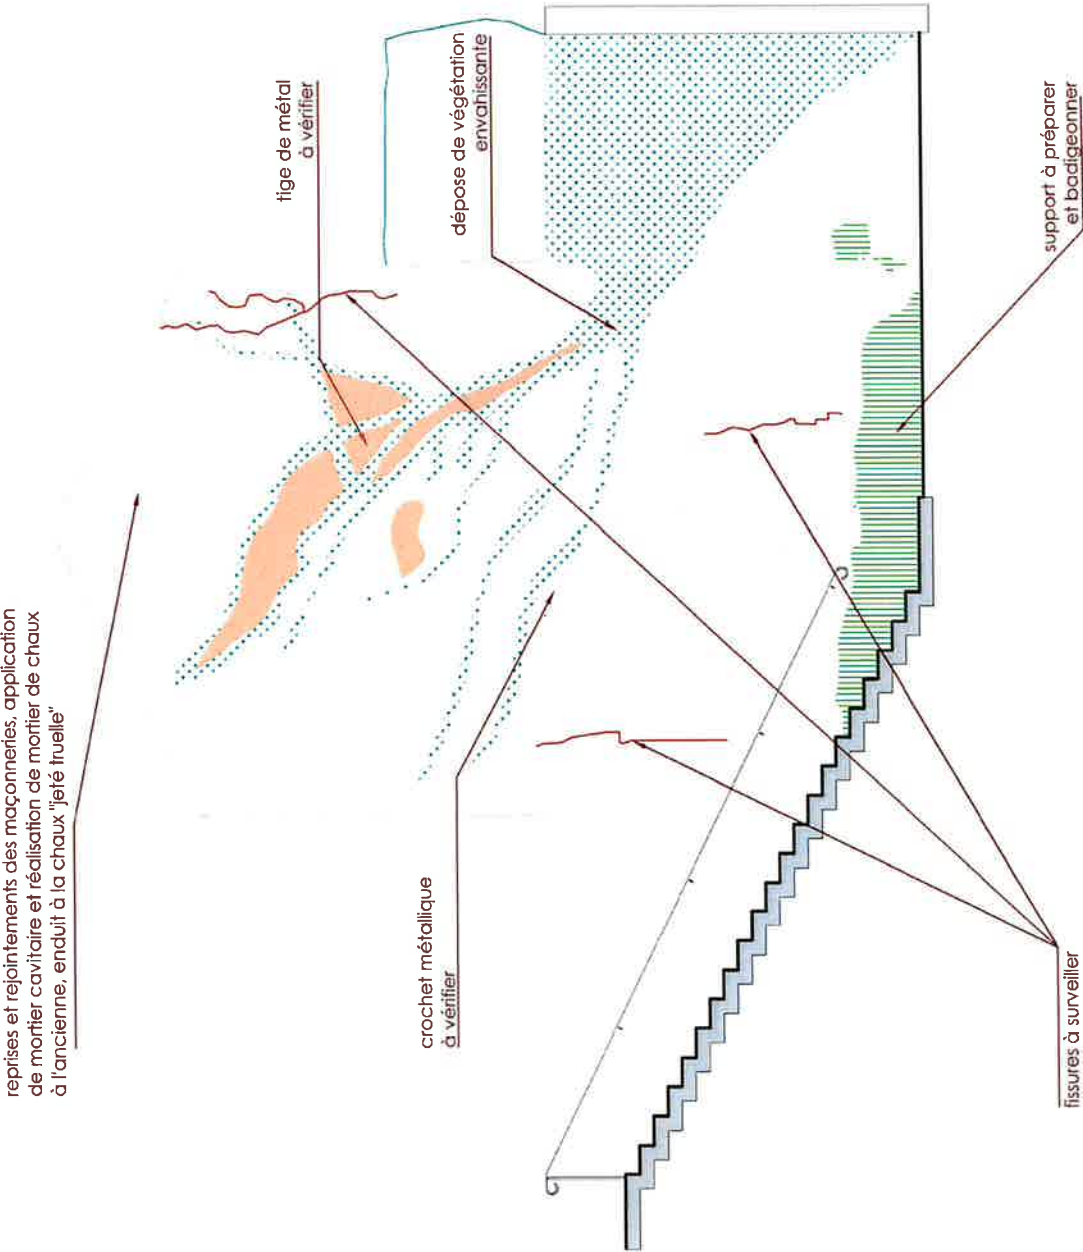 reprises et rejointements des maçonneries, application
de mortier cavitaire et réalisation de mortier de chaux
à l'ancienne, enduit à la chaux "jeté truelle"
crochet métallique
à vérifier
tige de métal
à vérifier
dépose de végétation
envahissante
fissures à surveiller
support à préparer
et badigeonner